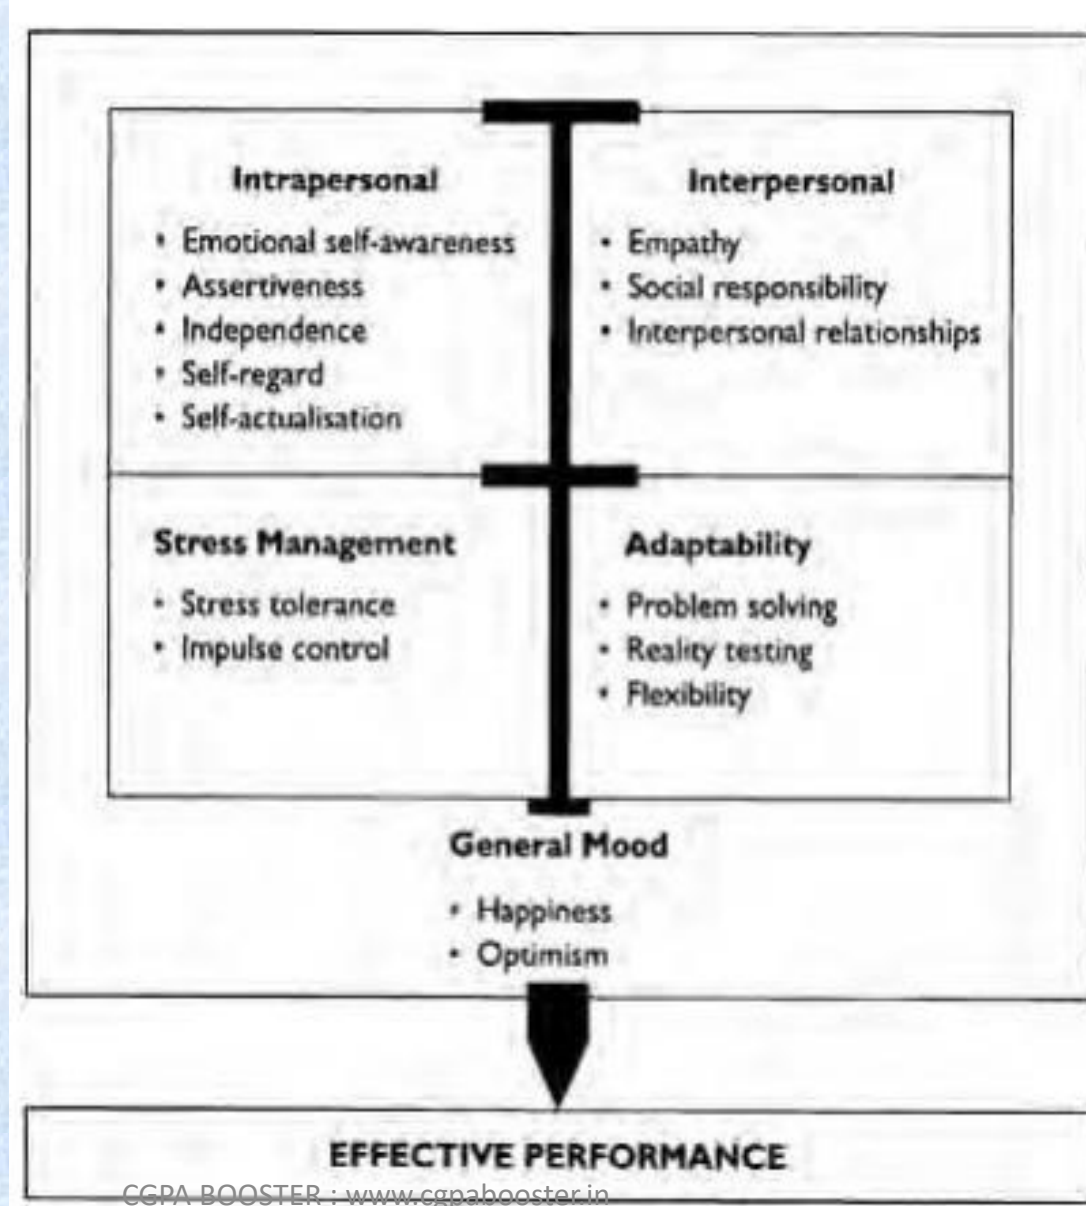 Intrapersonal
• Emotional self-awareness
• Assertiveness
• Independence
• Self-regard
• Self-actualisation
Interpersonal
• Empathy
• Social responsibility
• Interpersonal relationships
Stress Management
• Stress tolerance
• Impulse control
Adaptability
• Problem solving
• Reality testing
• Flexibility
General Mood
• Happiness
• Optimism
EFFECTIVE PERFORMANCE
CGPA BOOSTER : www.cgpabooster.in